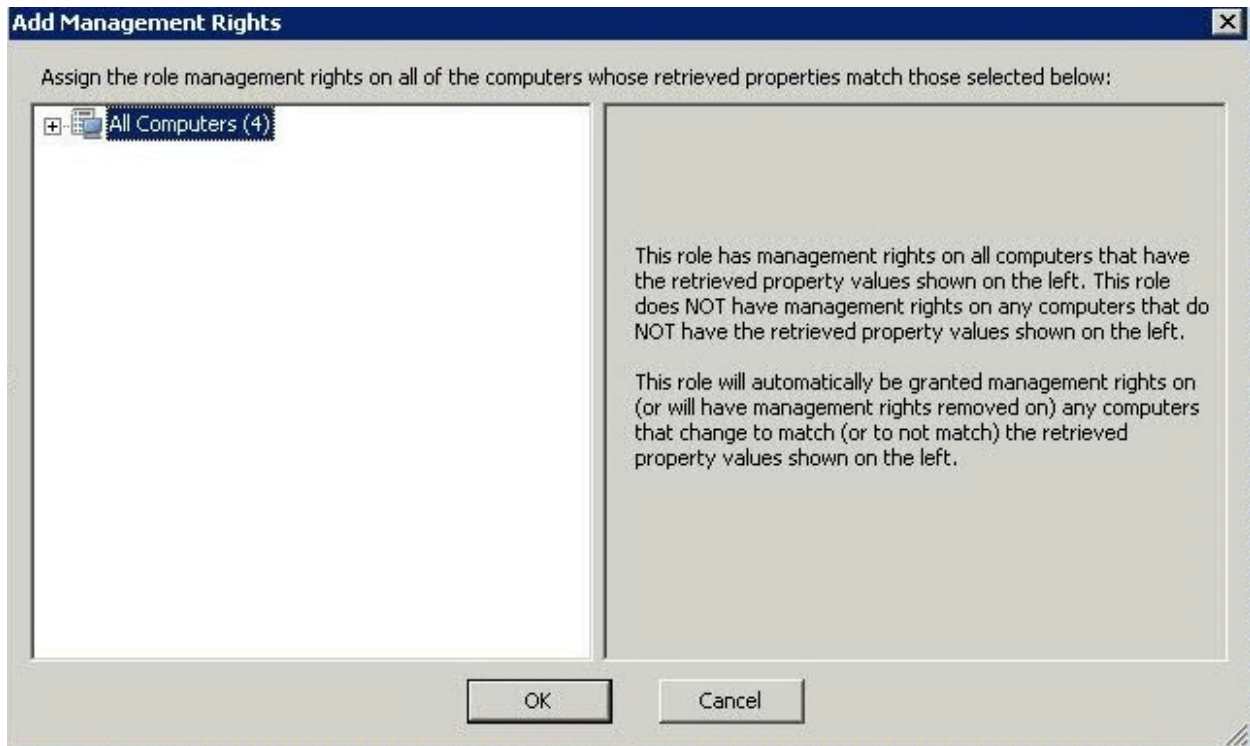 Add Management Rights
Assign the role management rights on all of the computers whose retrieved properties match those selected below:
All Computers (4)
This role has management rights on all computers that have
the retrieved property values shown on the left. This role
does NOT have management rights on any computers that do
NOT have the retrieved property values shown on the left.
This role will automatically be granted management rights on
(or will have management rights removed on) any computers
that change to match (or to not match) the retrieved
property values shown on the left.
OK
Cancel